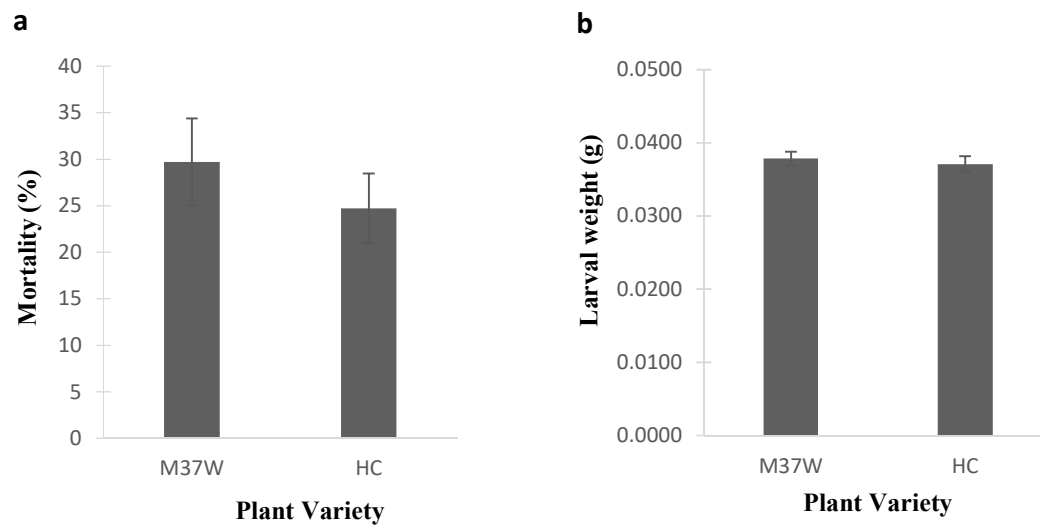 a
Mortality (%)
40
35
30
25
20
15
10
5
0
M37W
HC
Plant Variety
b
Larval weight (g)
0.0500
0.0400
0.0300
0.0200
0.0100
0.0000
M37W
HC
Plant Variety